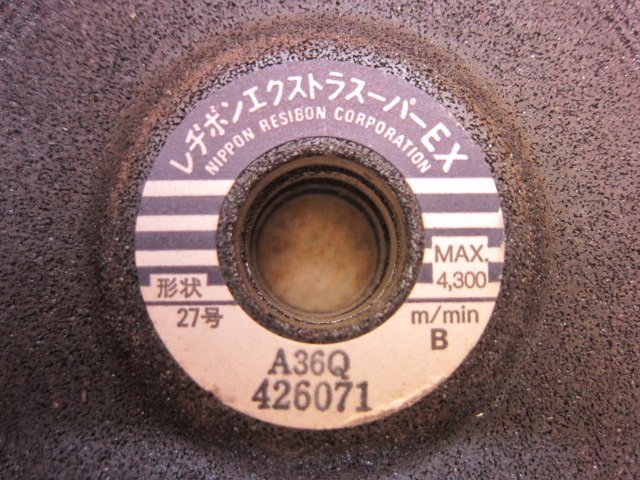 レヂボンエクストラスーパーEX
NIPPON RESIBON CORPORATION
形状
27号
MAX.
4,300
m/min
B
A36Q
426071